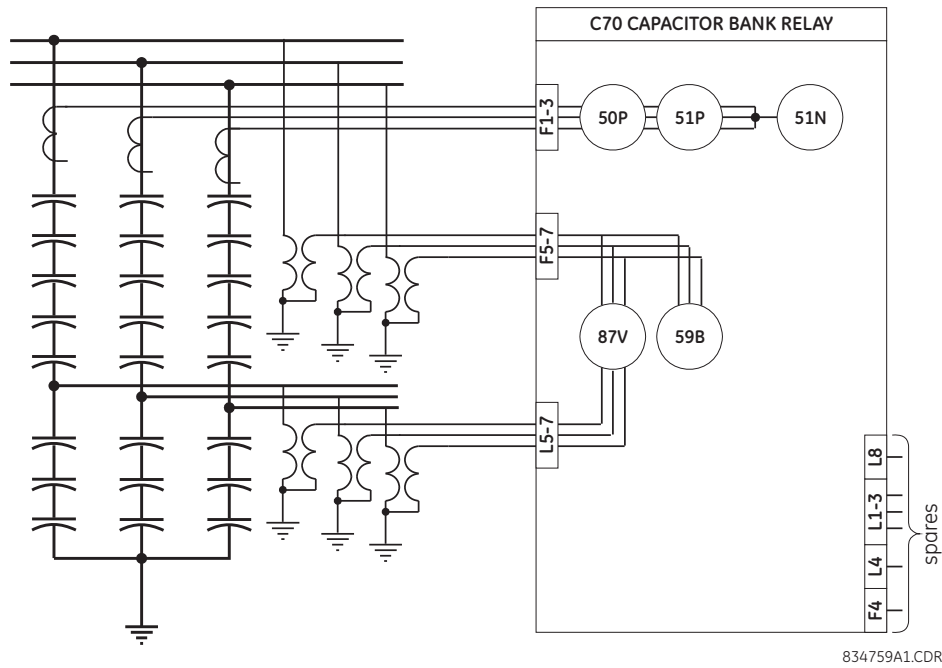 C70 CAPACITOR BANK RELAY
F1-3
50P
51P
51N
F5-7
87V
59B
L5-7
L8
L1-3
L4
F4
spares
834759A1.CDR